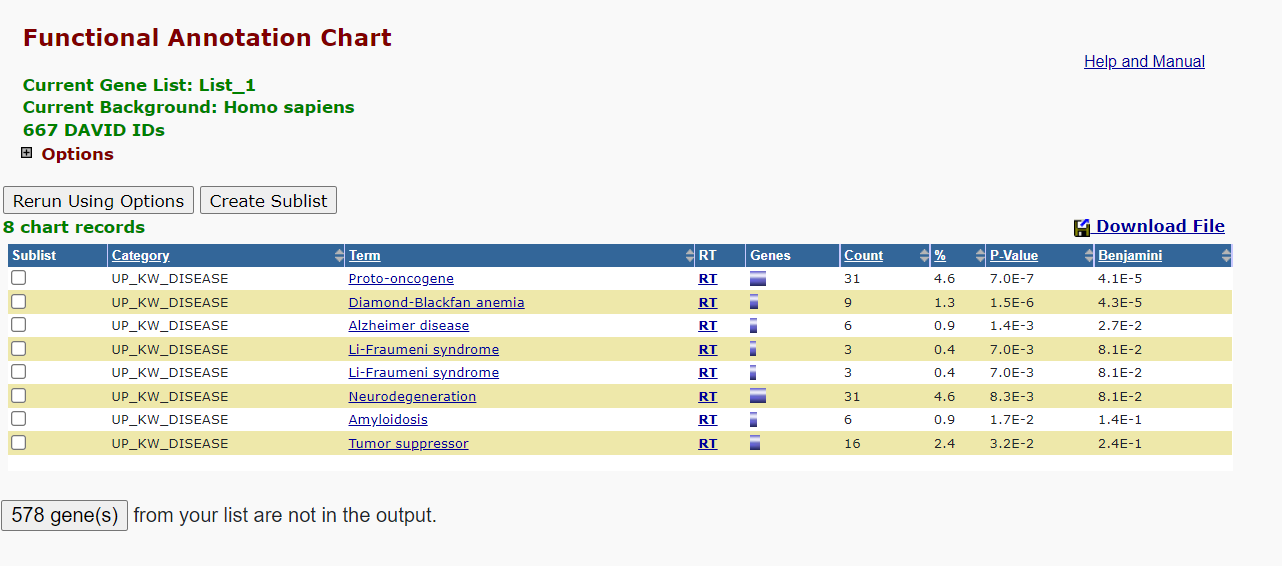 Functional Annotation Chart
Help and Manual
Current Gene List: List_1
Current Background: Homo sapiens
667 DAVID IDs
Options
Rerun Using Options Create Sublist
8 chart records Download File
Sublist Category Term RT Genes Count % P-Value Benjamini
UP_KW_DISEASE Proto-oncogene RT 31 4.6 7.0E-7 4.1E-5
UP_KW_DISEASE Diamond-Blackfan anemia RT 9 1.3 1.5E-6 4.3E-5
UP_KW_DISEASE Alzheimer disease RT 6 0.9 1.4E-3 2.7E-2
UP_KW_DISEASE Li-Fraumeni syndrome RT 3 0.4 7.0E-3 8.1E-2
UP_KW_DISEASE Li-Fraumeni syndrome RT 3 0.4 7.0E-3 8.1E-2
UP_KW_DISEASE Neurodegeneration RT 31 4.6 8.3E-3 8.1E-2
UP_KW_DISEASE Amyloidosis RT 6 0.9 1.7E-2 1.4E-1
UP_KW_DISEASE Tumor suppressor RT 16 2.4 3.2E-2 2.4E-1
578 gene(s) from your list are not in the output.